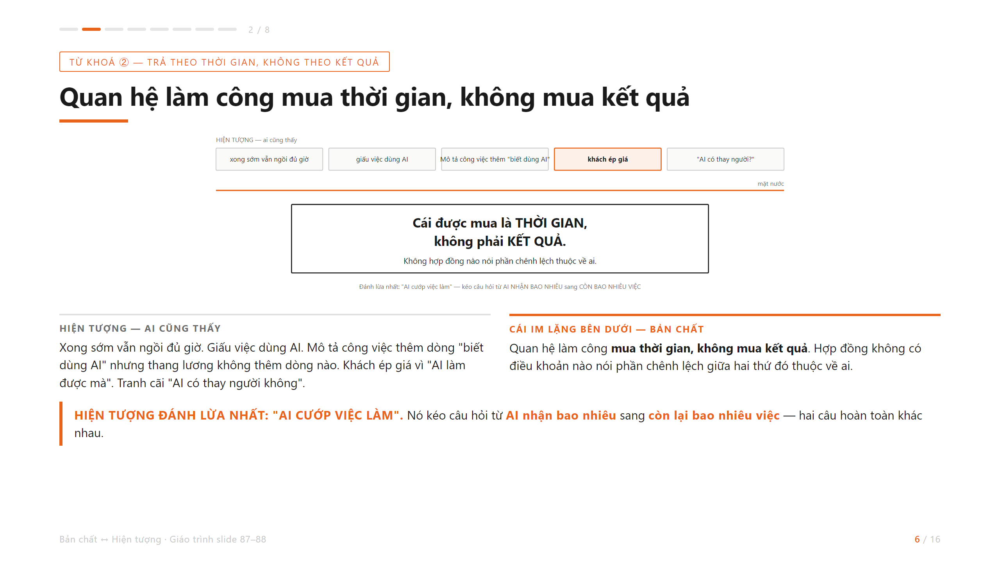 2 / 8
TỪ KHOÁ ② — TRẢ THEO THỜI GIAN, KHÔNG THEO KẾT QUẢ
Quan hệ làm công mua thời gian, không mua kết quả
HIỆN TƯỢNG — ai cũng thấy
xong sớm vẫn ngồi đủ giờ
giấu việc dùng AI
Mô tả công việc thêm "biết dùng AI"
khách ép giá
"AI có thay người?"
mặt nước
Cái được mua là THỜI GIAN,
không phải KẾT QUẢ.
Không hợp đồng nào nói phần chênh lệch thuộc về ai.
Đánh lừa nhất: "AI cướp việc làm" — kéo câu hỏi từ AI NHẬN BAO NHIÊU sang CÒN BAO NHIÊU VIỆC
HIỆN TƯỢNG — AI CŨNG THẤY
Xong sớm vẫn ngồi đủ giờ. Giấu việc dùng AI. Mô tả công việc thêm dòng "biết
dùng AI" nhưng thang lương không thêm dòng nào. Khách ép giá vì "AI làm
được mà". Tranh cãi "AI có thay người không".
CÁI IM LẶNG BÊN DƯỚI — BẢN CHẤT
Quan hệ làm công mua thời gian, không mua kết quả. Hợp đồng không có
điều khoản nào nói phần chênh lệch giữa hai thứ đó thuộc về ai.
HIỆN TƯỢNG ĐÁNH LỪA NHẤT: "AI CƯỚP VIỆC LÀM". Nó kéo câu hỏi từ AI nhận bao nhiêu sang còn lại bao nhiêu việc — hai câu hoàn toàn khác
nhau.
Bản chất ↔ Hiện tượng · Giáo trình slide 87–88
6 / 16